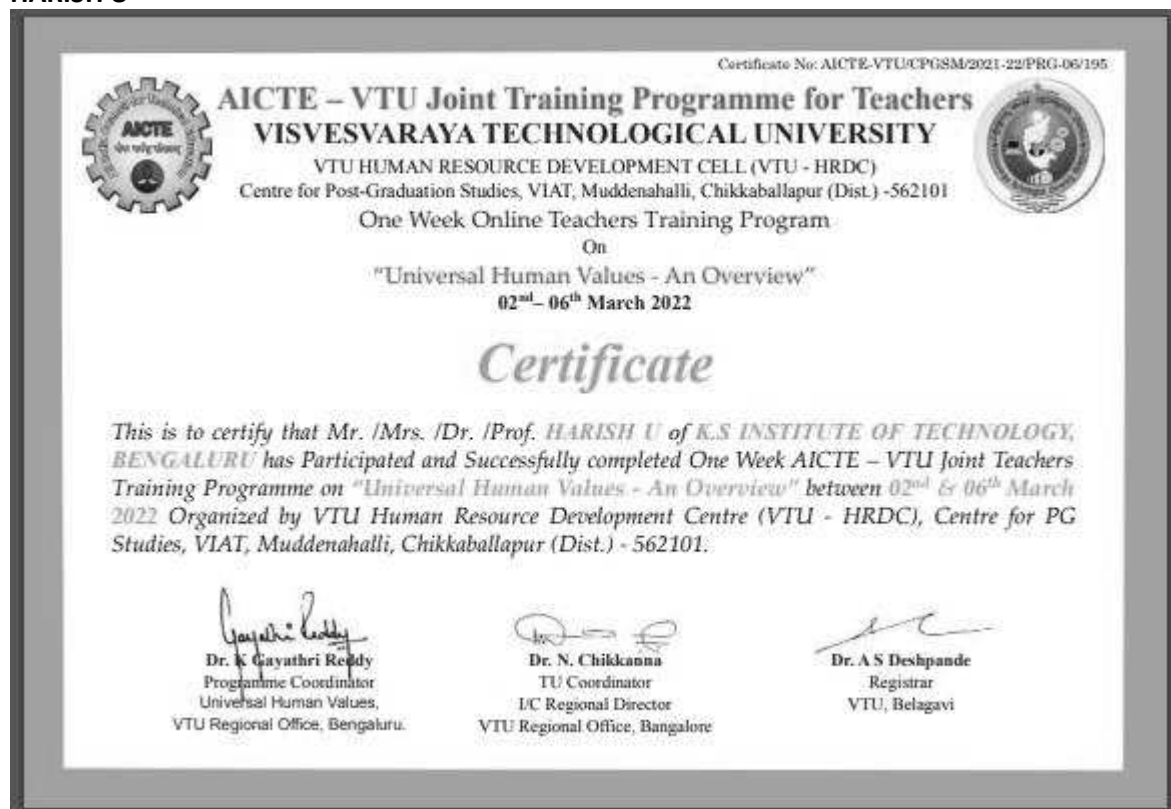 HARISH U
Certificate No: AICTE-VTU/CPGSM/2021-22/PRG-06/195
AICTE – VTU Joint Training Programme for Teachers
VISVESVARAYA TECHNOLOGICAL UNIVERSITY
VTU HUMAN RESOURCE DEVELOPMENT CELL (VTU - HRDC)
Centre for Post-Graduation Studies, VIAT, Muddenahalli, Chikkaballapur (Dist.) -562101
One Week Online Teachers Training Program
On
"Universal Human Values - An Overview"
02nd– 06th March 2022
AICTE
Certificate
This is to certify that Mr. /Mrs. /Dr. /Prof. HARISH U of K.S INSTITUTE OF TECHNOLOGY,
BENGALURU has Participated and Successfully completed One Week AICTE – VTU Joint Teachers
Training Programme on "Universal Human Values - An Overview" between 02nd & 06th March
2022 Organized by VTU Human Resource Development Centre (VTU - HRDC), Centre for PG
Studies, VIAT, Muddenahalli, Chikkaballapur (Dist.) - 562101.
Gayathri Reddy
Dr. K Gayathri Reddy
Programme Coordinator
Universal Human Values,
VTU Regional Office, Bengaluru.
Dr. N. Chikkanna
TU Coordinator
I/C Regional Director
VTU Regional Office, Bangalore
Dr. A S Deshpande
Registrar
VTU, Belagavi